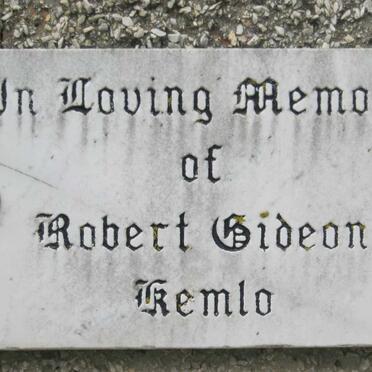 In Loving Memo
of
Robert Gideon
Kemlo